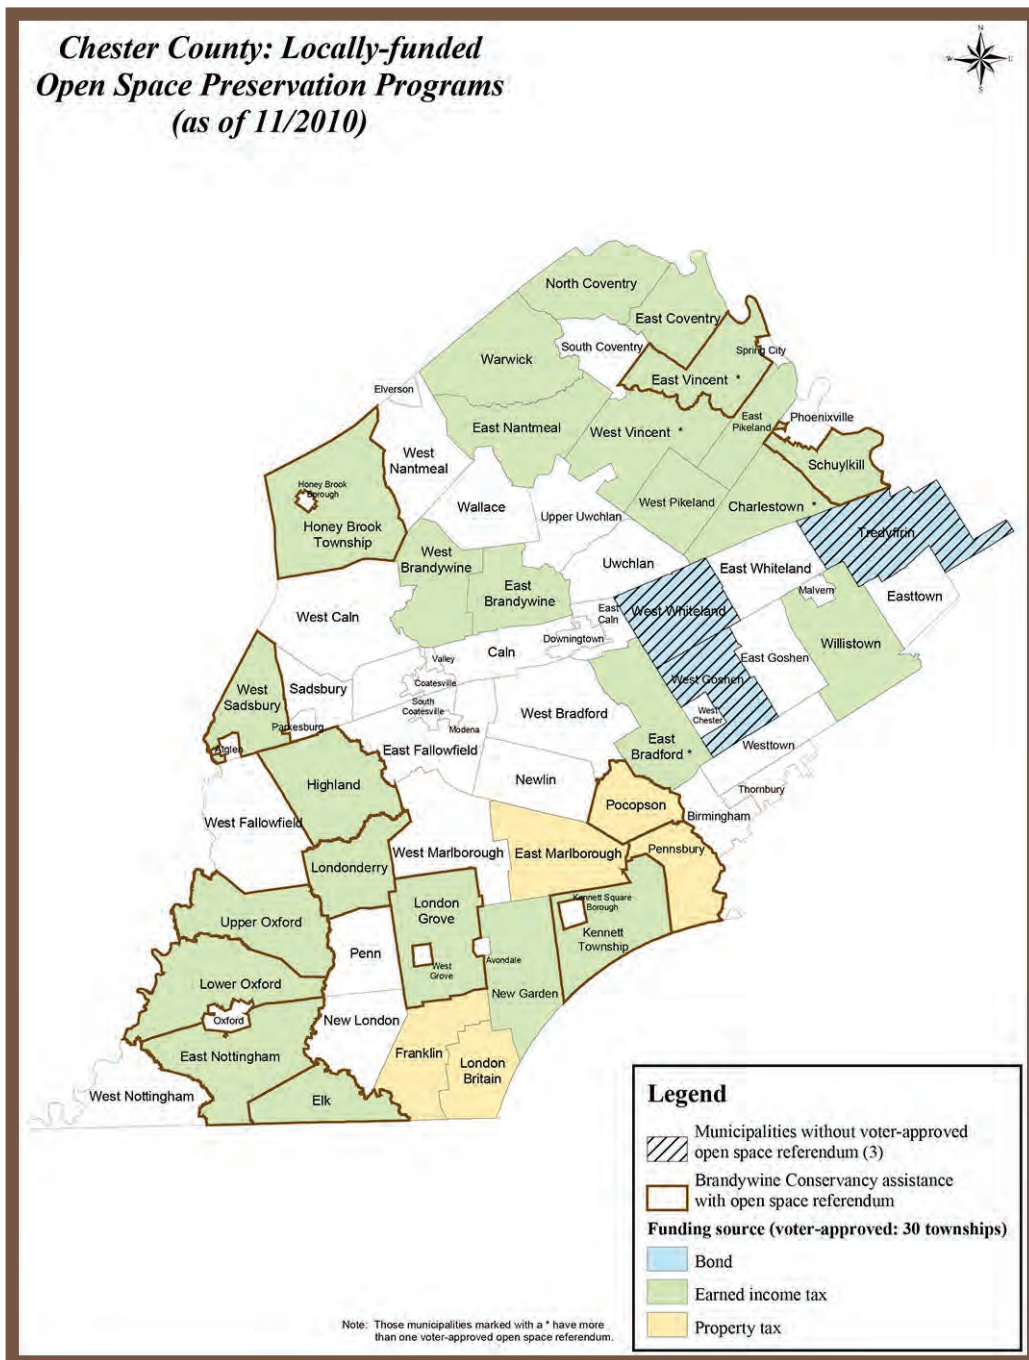 Chester County: Locally-funded
Open Space Preservation Programs
(as of 11/2010)
N
W
E
S
North Coventry
East Coventry
South Coventry
Spring City
Warwick
East Vincent *
Elverson
East
Pikeland
Phoenixville
East Nantmeal
West Vincent *
West
Nantmeal
Schuylkill
Honey Brook
Borough
West Pikeland
Charlestown *
Wallace
Upper Uwchlan
Honey Brook
Township
Tredyffrin
West
Brandywine
Uwchlan
East Whiteland
East
Brandywine
Malvern
Easttown
West Caln
East
Caln
West Whiteland
Downingtown
Willistown
Caln
Valley
East Goshen
West Goshen
Coatesville
Sadsbury
West
Sadsbury
South
Coatesville
West Bradford
West
Chester
Parkesburg
Modena
Atglen
East Fallowfield
East
Bradford *
Westtown
Newlin
Highland
Thornbury
Pocopson
Birmingham
West Fallowfield
West Marlborough
East Marlborough
Pennsbury
Londonderry
Kennett Square
Borough
London
Grove
Upper Oxford
Kennett
Township
Penn
West
Grove
Avondale
Lower Oxford
New Garden
Oxford
New London
East Nottingham
Franklin
London
Britain
West Nottingham
Elk
Legend
Municipalities without voter-approved
open space referendum (3)
Brandywine Conservancy assistance
with open space referendum
Funding source (voter-approved: 30 townships)
Bond
Earned income tax
Property tax
Note: Those municipalities marked with a * have more
than one voter-approved open space referendum.